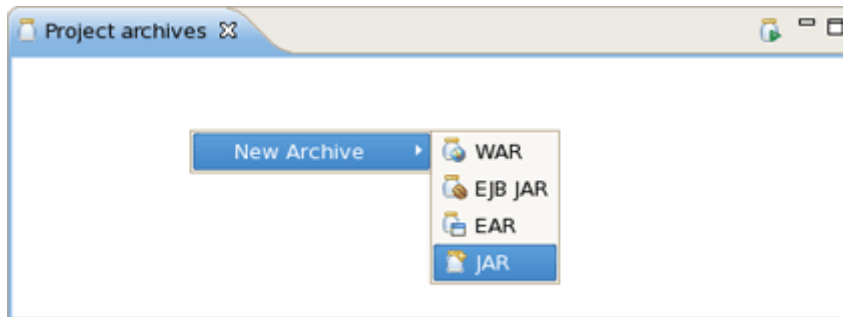 Project archives
New Archive
WAR
EJB JAR
EAR
JAR